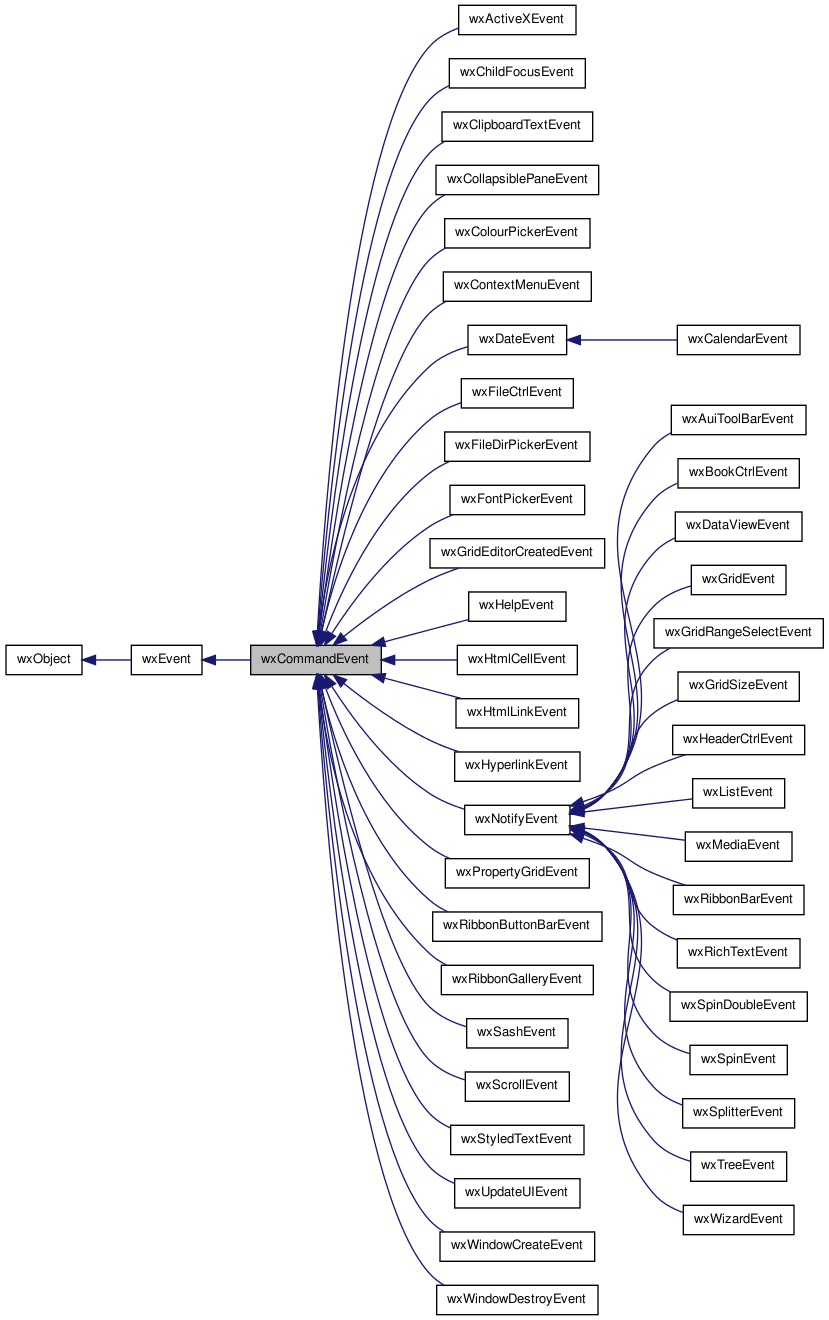 wxObject
wxEvent
wxCommandEvent
wxActiveXEvent
wxChildFocusEvent
wxClipboardTextEvent
wxCollapsiblePaneEvent
wxColourPickerEvent
wxContextMenuEvent
wxDateEvent
wxFileCtrlEvent
wxFileDirPickerEvent
wxFontPickerEvent
wxGridEditorCreatedEvent
wxHelpEvent
wxHtmlCellEvent
wxHtmlLinkEvent
wxHyperlinkEvent
wxNotifyEvent
wxPropertyGridEvent
wxRibbonButtonBarEvent
wxRibbonGalleryEvent
wxSashEvent
wxScrollEvent
wxStyledTextEvent
wxUpdateUIEvent
wxWindowCreateEvent
wxWindowDestroyEvent
wxCalendarEvent
wxAuiToolBarEvent
wxBookCtrlEvent
wxDataViewEvent
wxGridEvent
wxGridRangeSelectEvent
wxGridSizeEvent
wxHeaderCtrlEvent
wxListEvent
wxMediaEvent
wxRibbonBarEvent
wxRichTextEvent
wxSpinDoubleEvent
wxSpinEvent
wxSplitterEvent
wxTreeEvent
wxWizardEvent